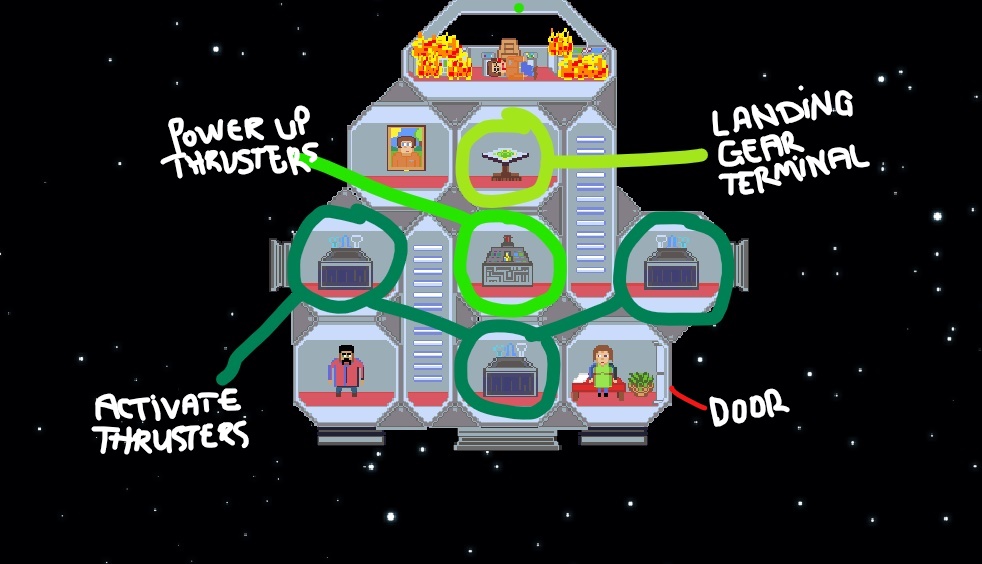 POWER UP
THRUSTERS
LANDING
GEAR
TERMINAL
ACTIVATE
THRUSTERS
DOOR